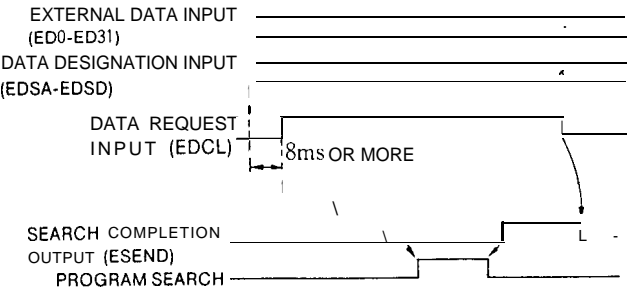 EXTERNAL DATA INPUT
(ED0-ED31)
DATA DESIGNATION INPUT
(EDSA-EDSD)
DATA REQUEST
INPUT (EDCL)
8ms OR MORE
SEARCH COMPLETION
OUTPUT (ESEND)
PROGRAM SEARCH